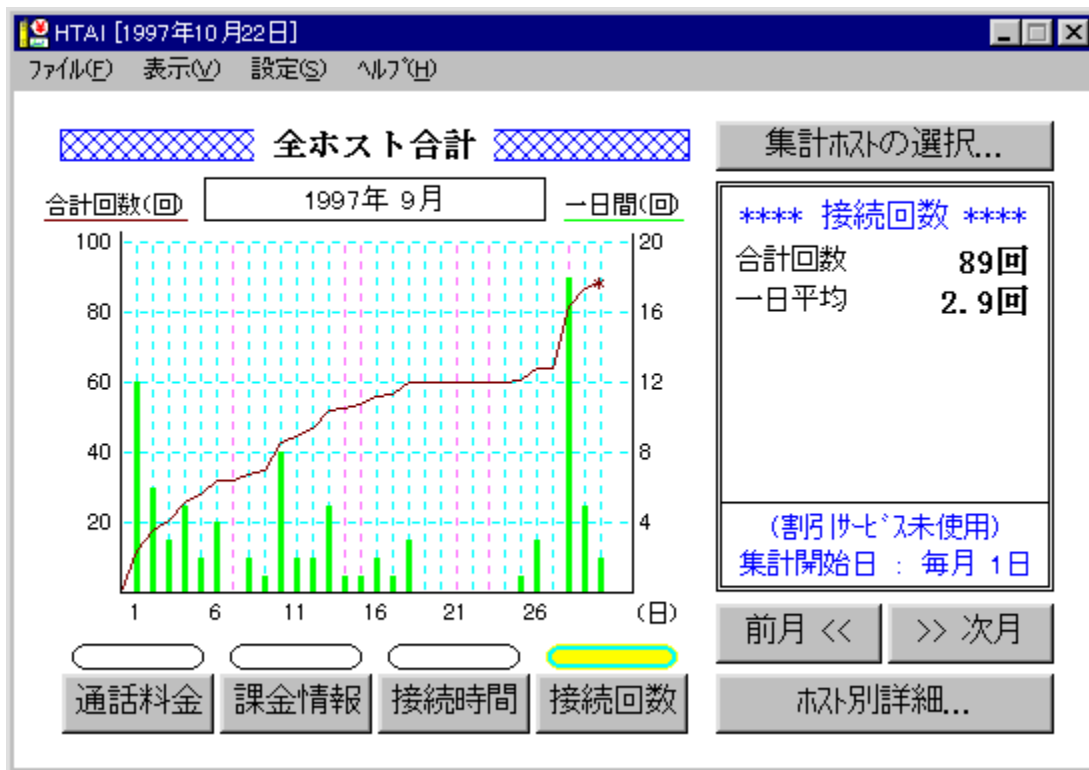 HTAI [1997年10月22日]
ﾌｧｲﾙ(F) 表示(V) 設定(S) ﾍﾙﾌﾟ(H)
全ホスト合計
合計回数(回) 1997年 9月 一日間(回)
100 20
80 16
60 12
40 8
20 4
1 6 11 16 21 26 (日)
通話料金 課金情報 接続時間 接続回数
集計ﾎｽﾄの選択...
**** 接続回数 ****
合計回数 89回
一日平均 2.9回
(割引ｻｰﾋﾞｽ未使用)
集計開始日 : 毎月 1日
前月 << >> 次月
ﾎｽﾄ別詳細...